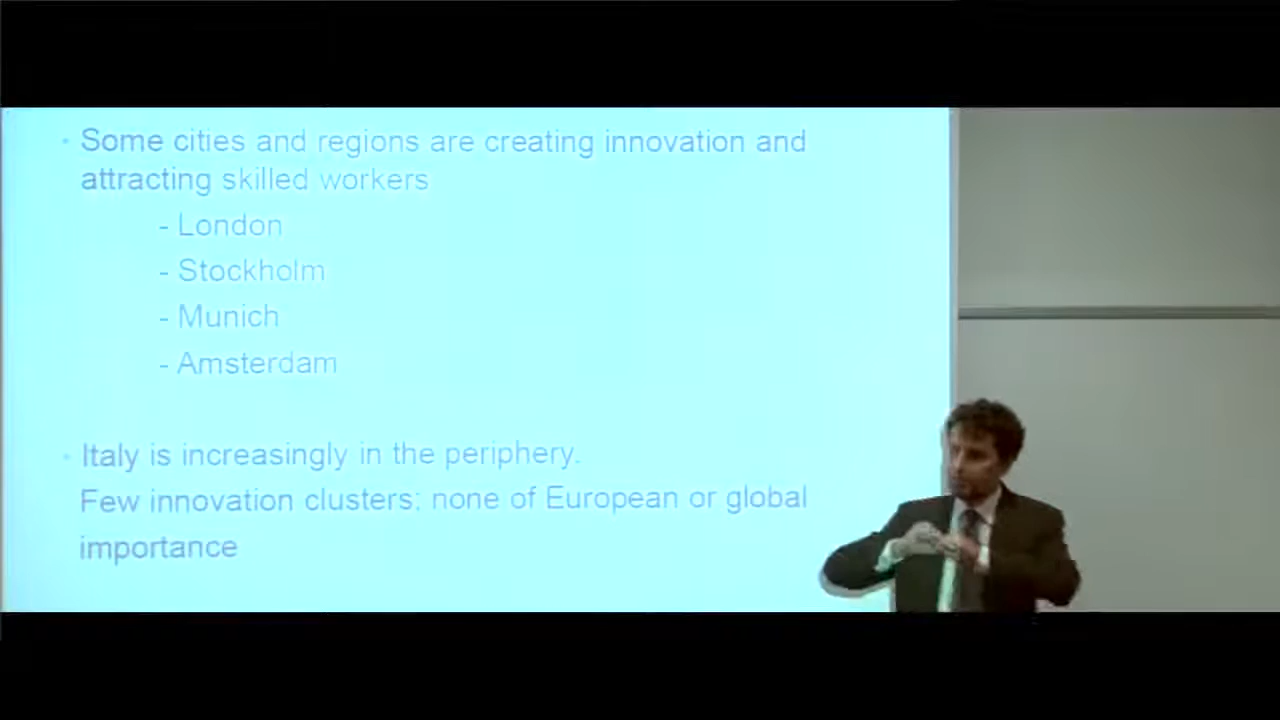 • Some cities and regions are creating innovation and
attracting skilled workers
- London
- Stockholm
- Munich
- Amsterdam
• Italy is increasingly in the periphery.
Few innovation clusters; none of European or global
importance